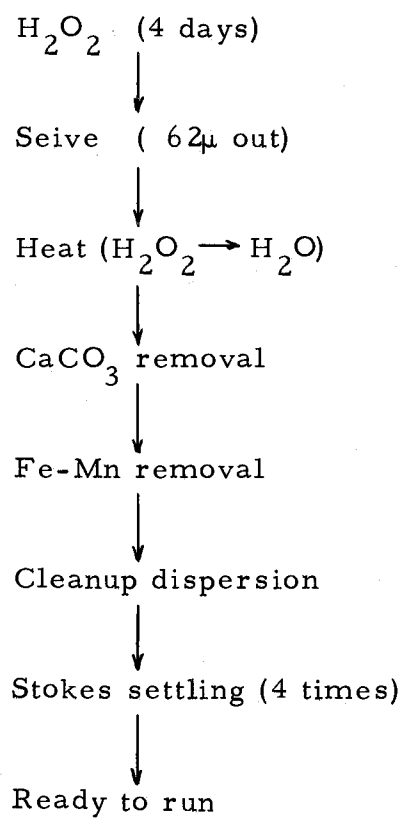 H₂O₂ (4 days)
Seive ( 62μ out)
Heat (H₂O₂ → H₂O)
CaCO₃ removal
Fe-Mn removal
Cleanup dispersion
Stokes settling (4 times)
Ready to run